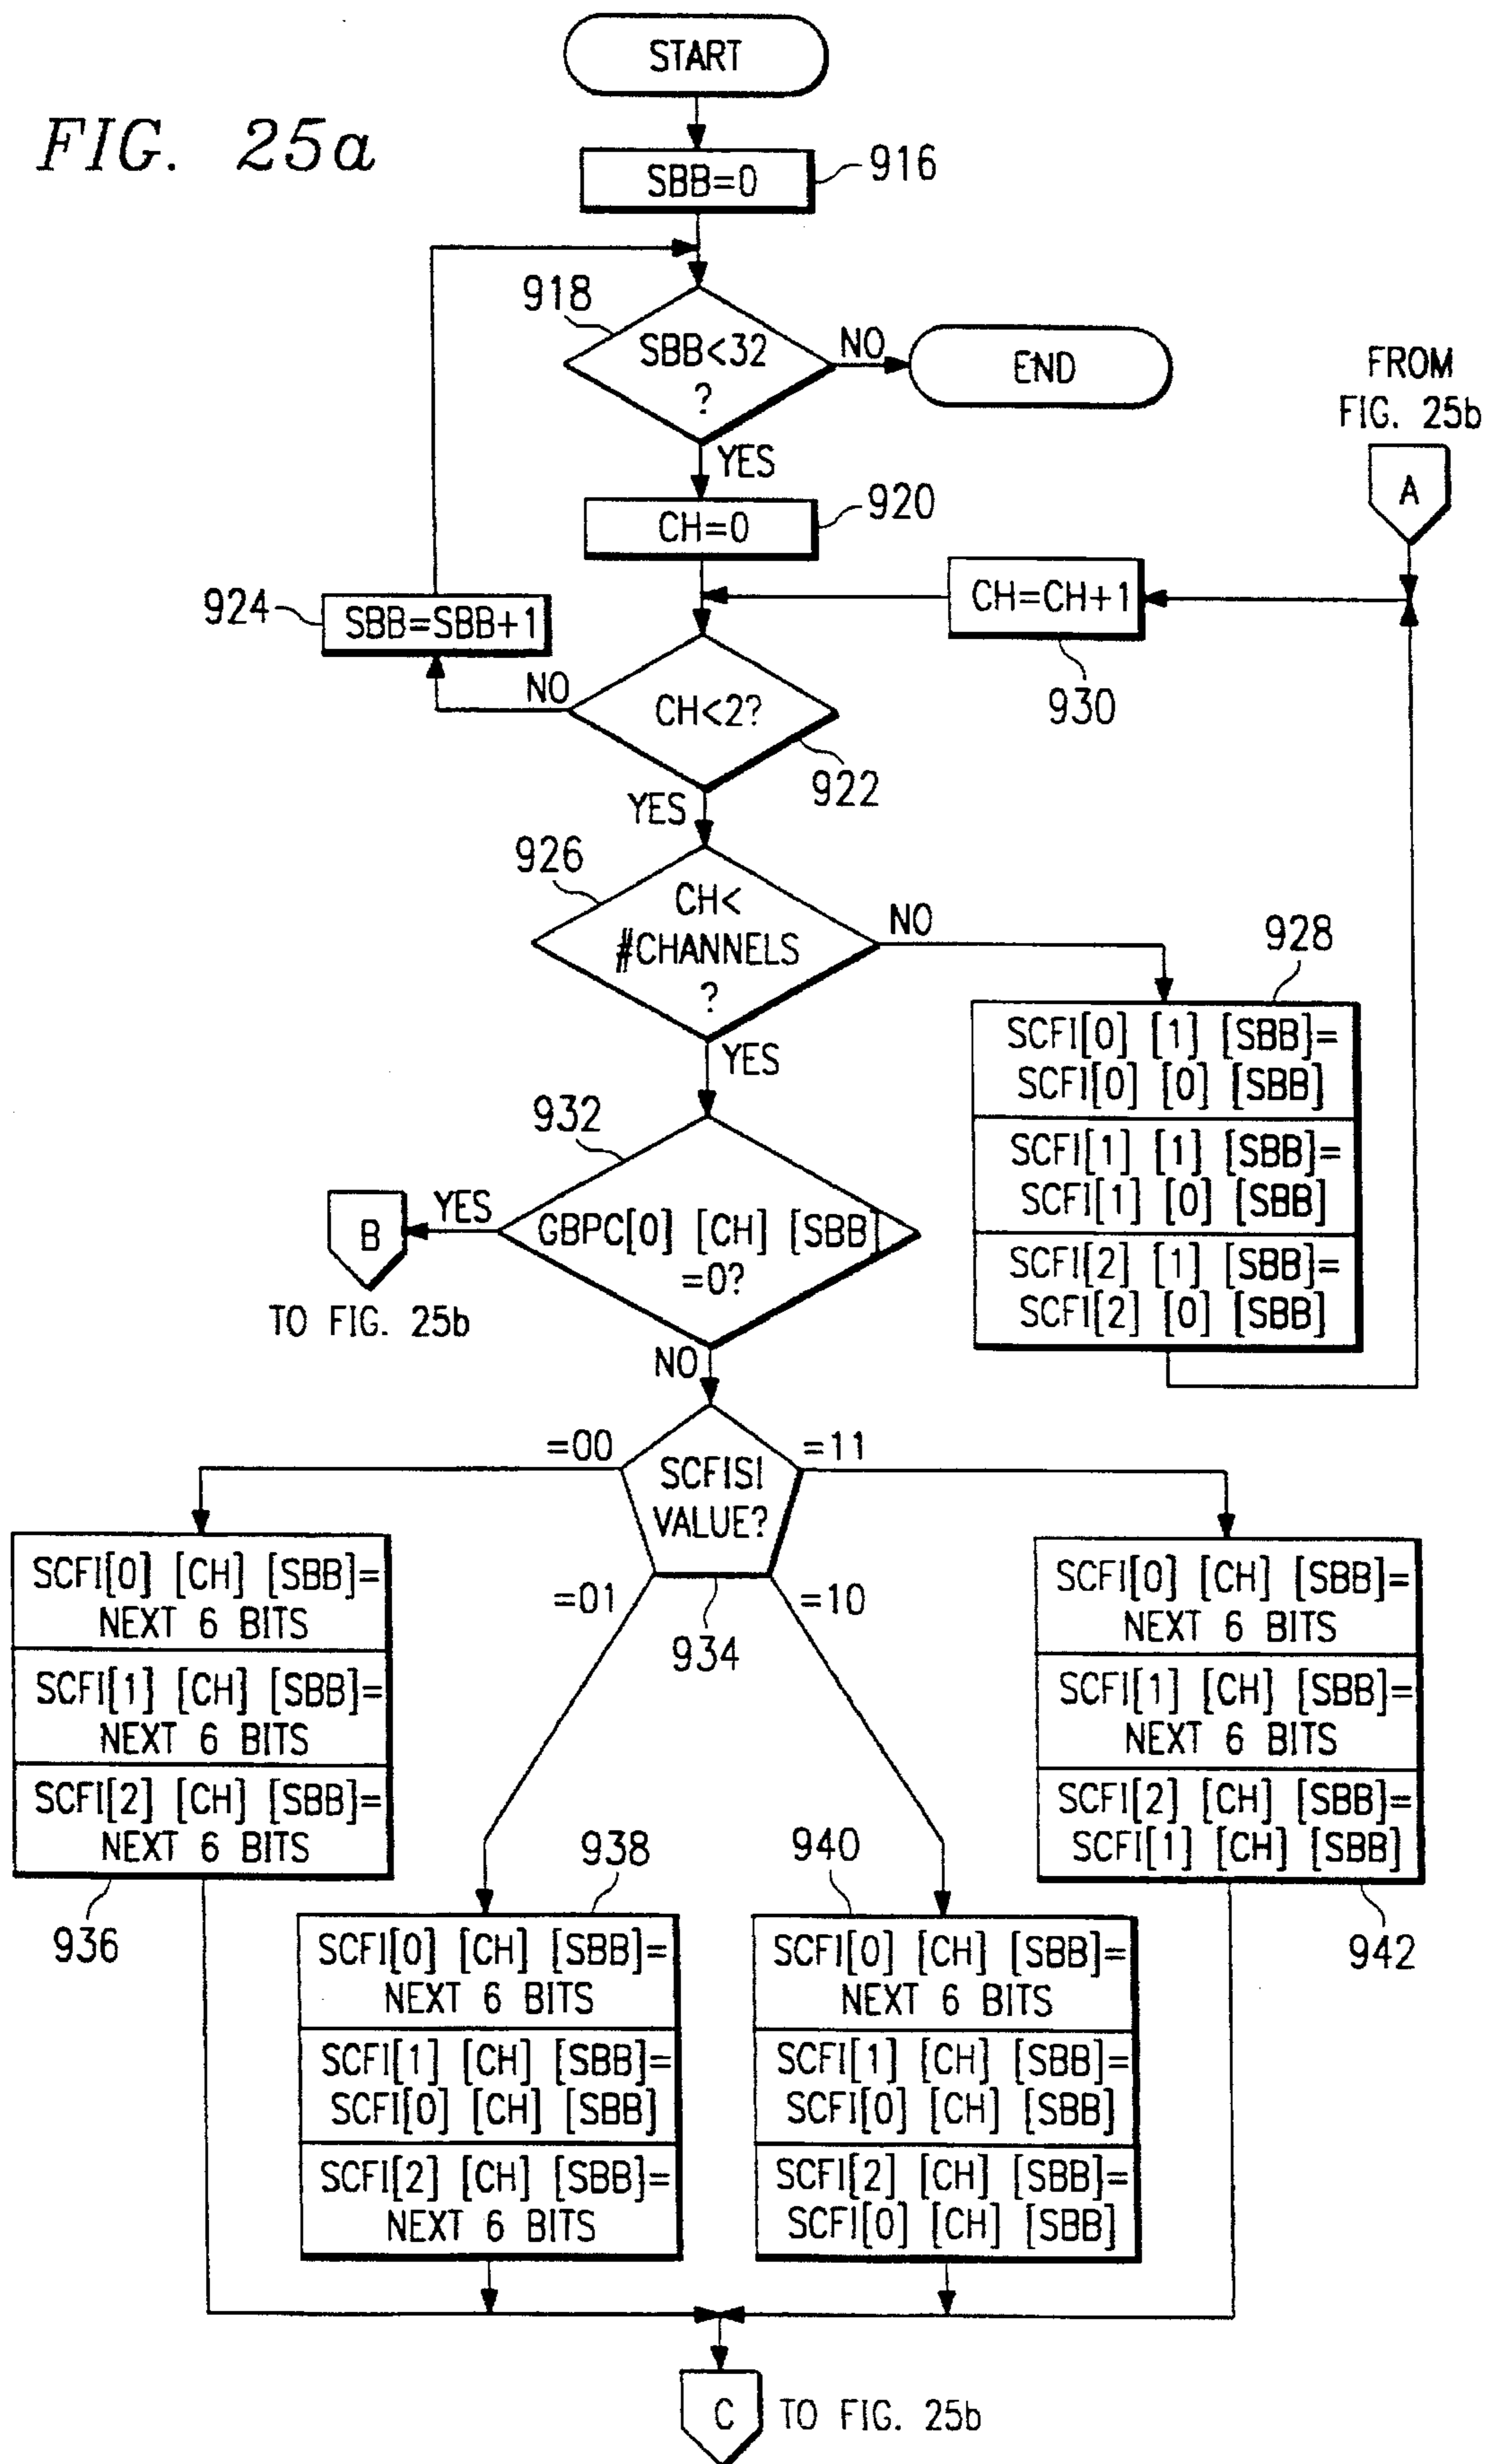 FIG. 25a
START
SBB=0
916
918
SBB<32
?
NO
END
YES
FROM
FIG. 25b
A
CH=0
920
924
SBB=SBB+1
CH=CH+1
930
NO
CH<2?
922
YES
926
CH<
#CHANNELS
?
NO
YES
928
SCFI[0] [1] [SBB]=
SCFI[0] [0] [SBB]
SCFI[1] [1] [SBB]=
SCFI[1] [0] [SBB]
SCFI[2] [1] [SBB]=
SCFI[2] [0] [SBB]
932
GBPC[0] [CH] [SBB]
=0?
YES
B
TO FIG. 25b
NO
SCFISI
VALUE?
934
=00
=11
=01
=10
SCFI[0] [CH] [SBB]=
NEXT 6 BITS
SCFI[1] [CH] [SBB]=
NEXT 6 BITS
SCFI[2] [CH] [SBB]=
NEXT 6 BITS
936
SCFI[0] [CH] [SBB]=
NEXT 6 BITS
SCFI[1] [CH] [SBB]=
NEXT 6 BITS
SCFI[2] [CH] [SBB]=
SCFI[1] [CH] [SBB]
942
938
SCFI[0] [CH] [SBB]=
NEXT 6 BITS
SCFI[1] [CH] [SBB]=
SCFI[0] [CH] [SBB]
SCFI[2] [CH] [SBB]=
NEXT 6 BITS
940
SCFI[0] [CH] [SBB]=
NEXT 6 BITS
SCFI[1] [CH] [SBB]=
SCFI[0] [CH] [SBB]
SCFI[2] [CH] [SBB]=
SCFI[0] [CH] [SBB]
C
TO FIG. 25b